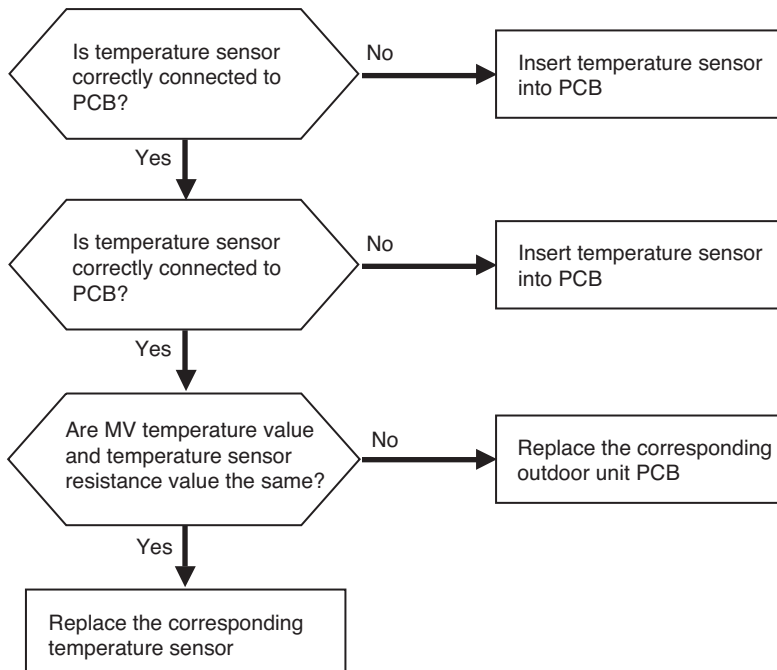 Is temperature sensor
correctly connected to
PCB?
No
Insert temperature sensor
into PCB
Yes
Is temperature sensor
correctly connected to
PCB?
No
Insert temperature sensor
into PCB
Yes
Are MV temperature value
and temperature sensor
resistance value the same?
No
Replace the corresponding
outdoor unit PCB
Yes
Replace the corresponding
temperature sensor